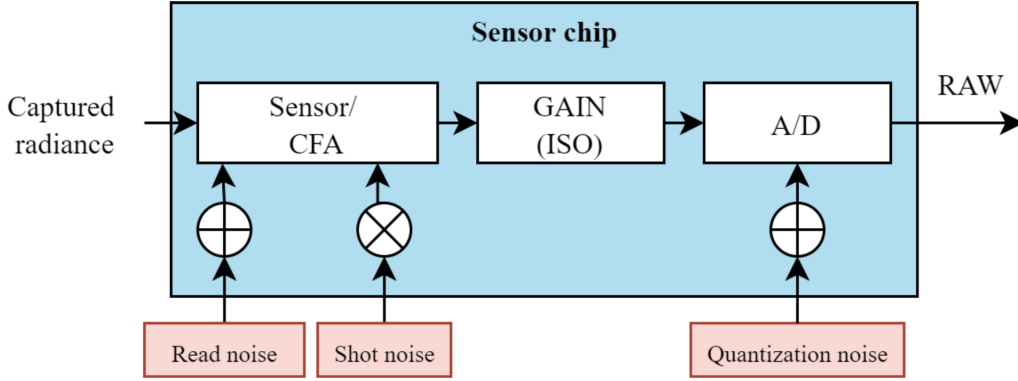 Sensor chip
Captured
radiance
Sensor/
CFA
GAIN
(ISO)
A/D
RAW
Read noise
Shot noise
Quantization noise